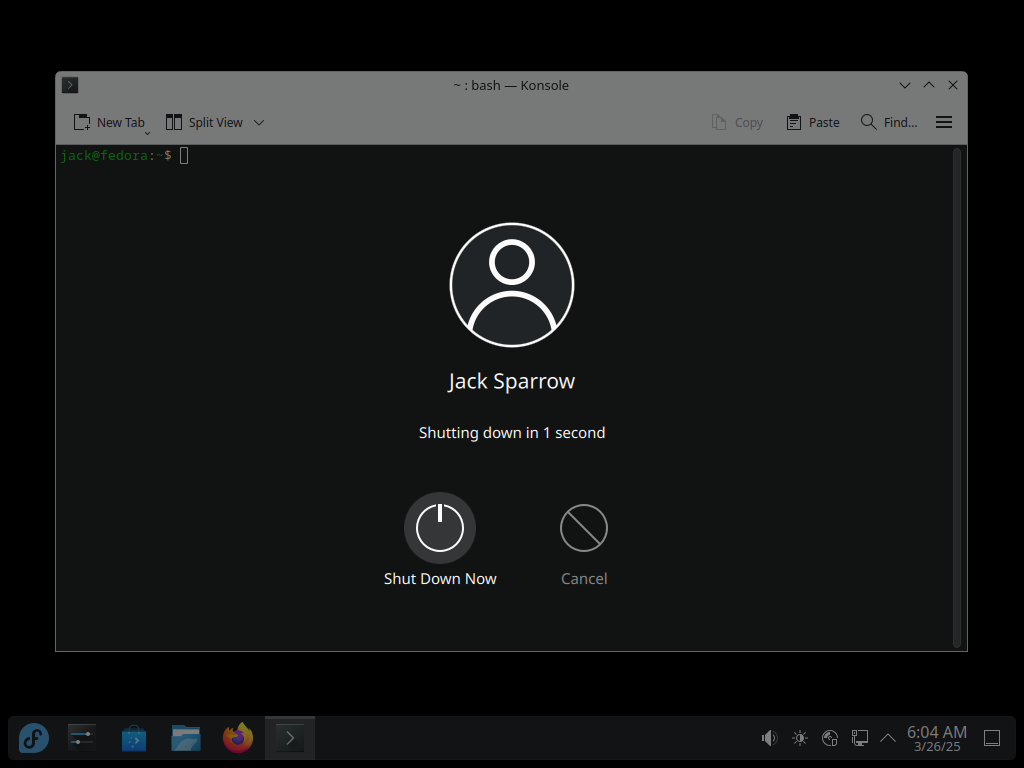 ~ : bash — Konsole
New Tab Split View Copy Paste Find...
jack@fedora:~$
Jack Sparrow
Shutting down in 1 second
Shut Down Now Cancel
6:04 AM
3/26/25